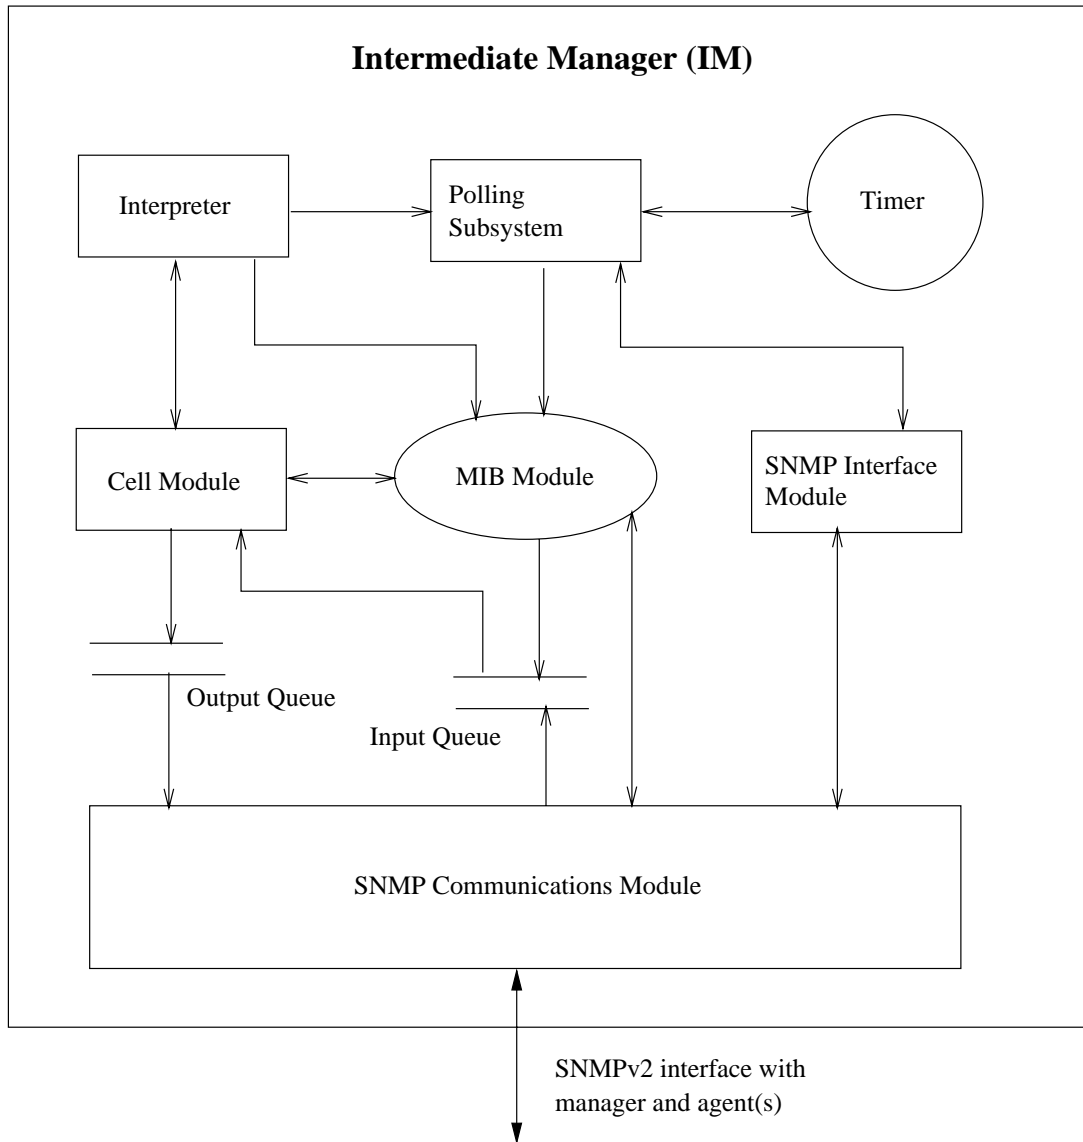 Intermediate Manager (IM)
Interpreter
Polling
Subsystem
Timer
Cell Module
MIB Module
SNMP Interface
Module
Output Queue
Input Queue
SNMP Communications Module
SNMPv2 interface with
manager and agent(s)